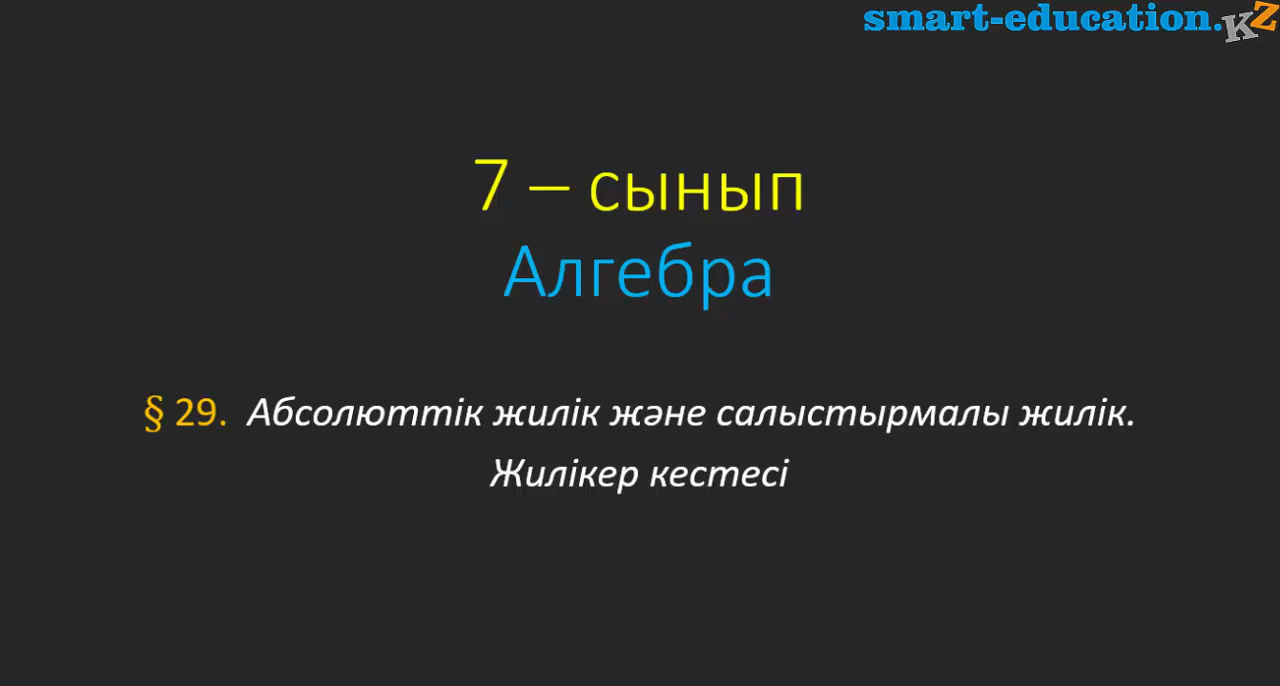 smart-education.KZ
7 – сынып
Алгебра
§ 29. Абсолюттік жилік және салыстырмалы жилік.
Жилікер кестесі